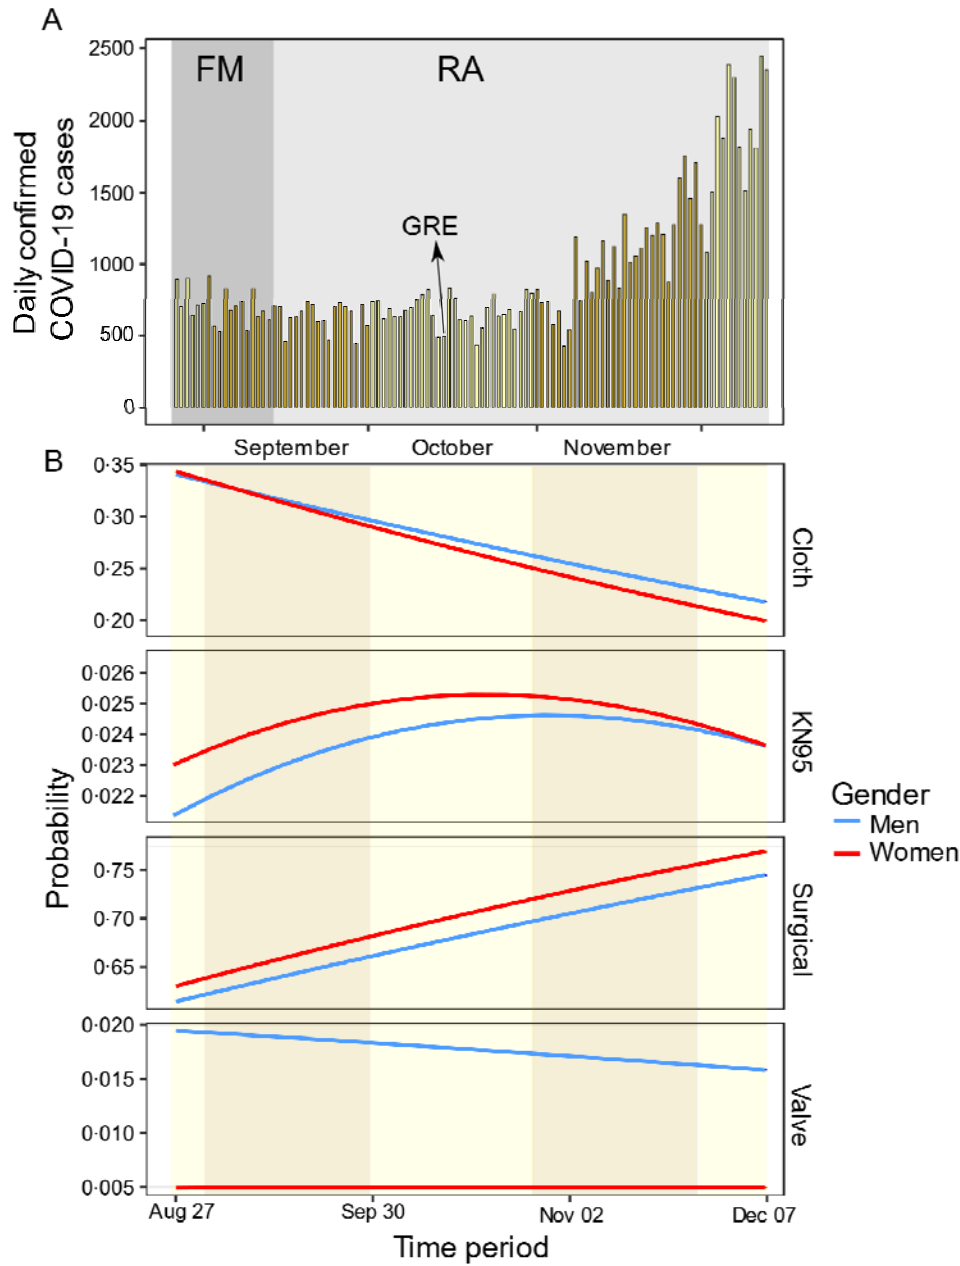 A
2500
2000
1500
1000
500
0
Daily confirmed
COVID-19 cases
FM
RA
GRE
September
October
November
B
0·35
0·30
0·25
0·20
Cloth
0·026
0·025
0·024
0·023
0·022
KN95
Probability
Gender
Men
Women
0·75
0·70
0·65
Surgical
0·020
0·015
0·010
0·005
Valve
Aug 27
Sep 30
Nov 02
Dec 07
Time period